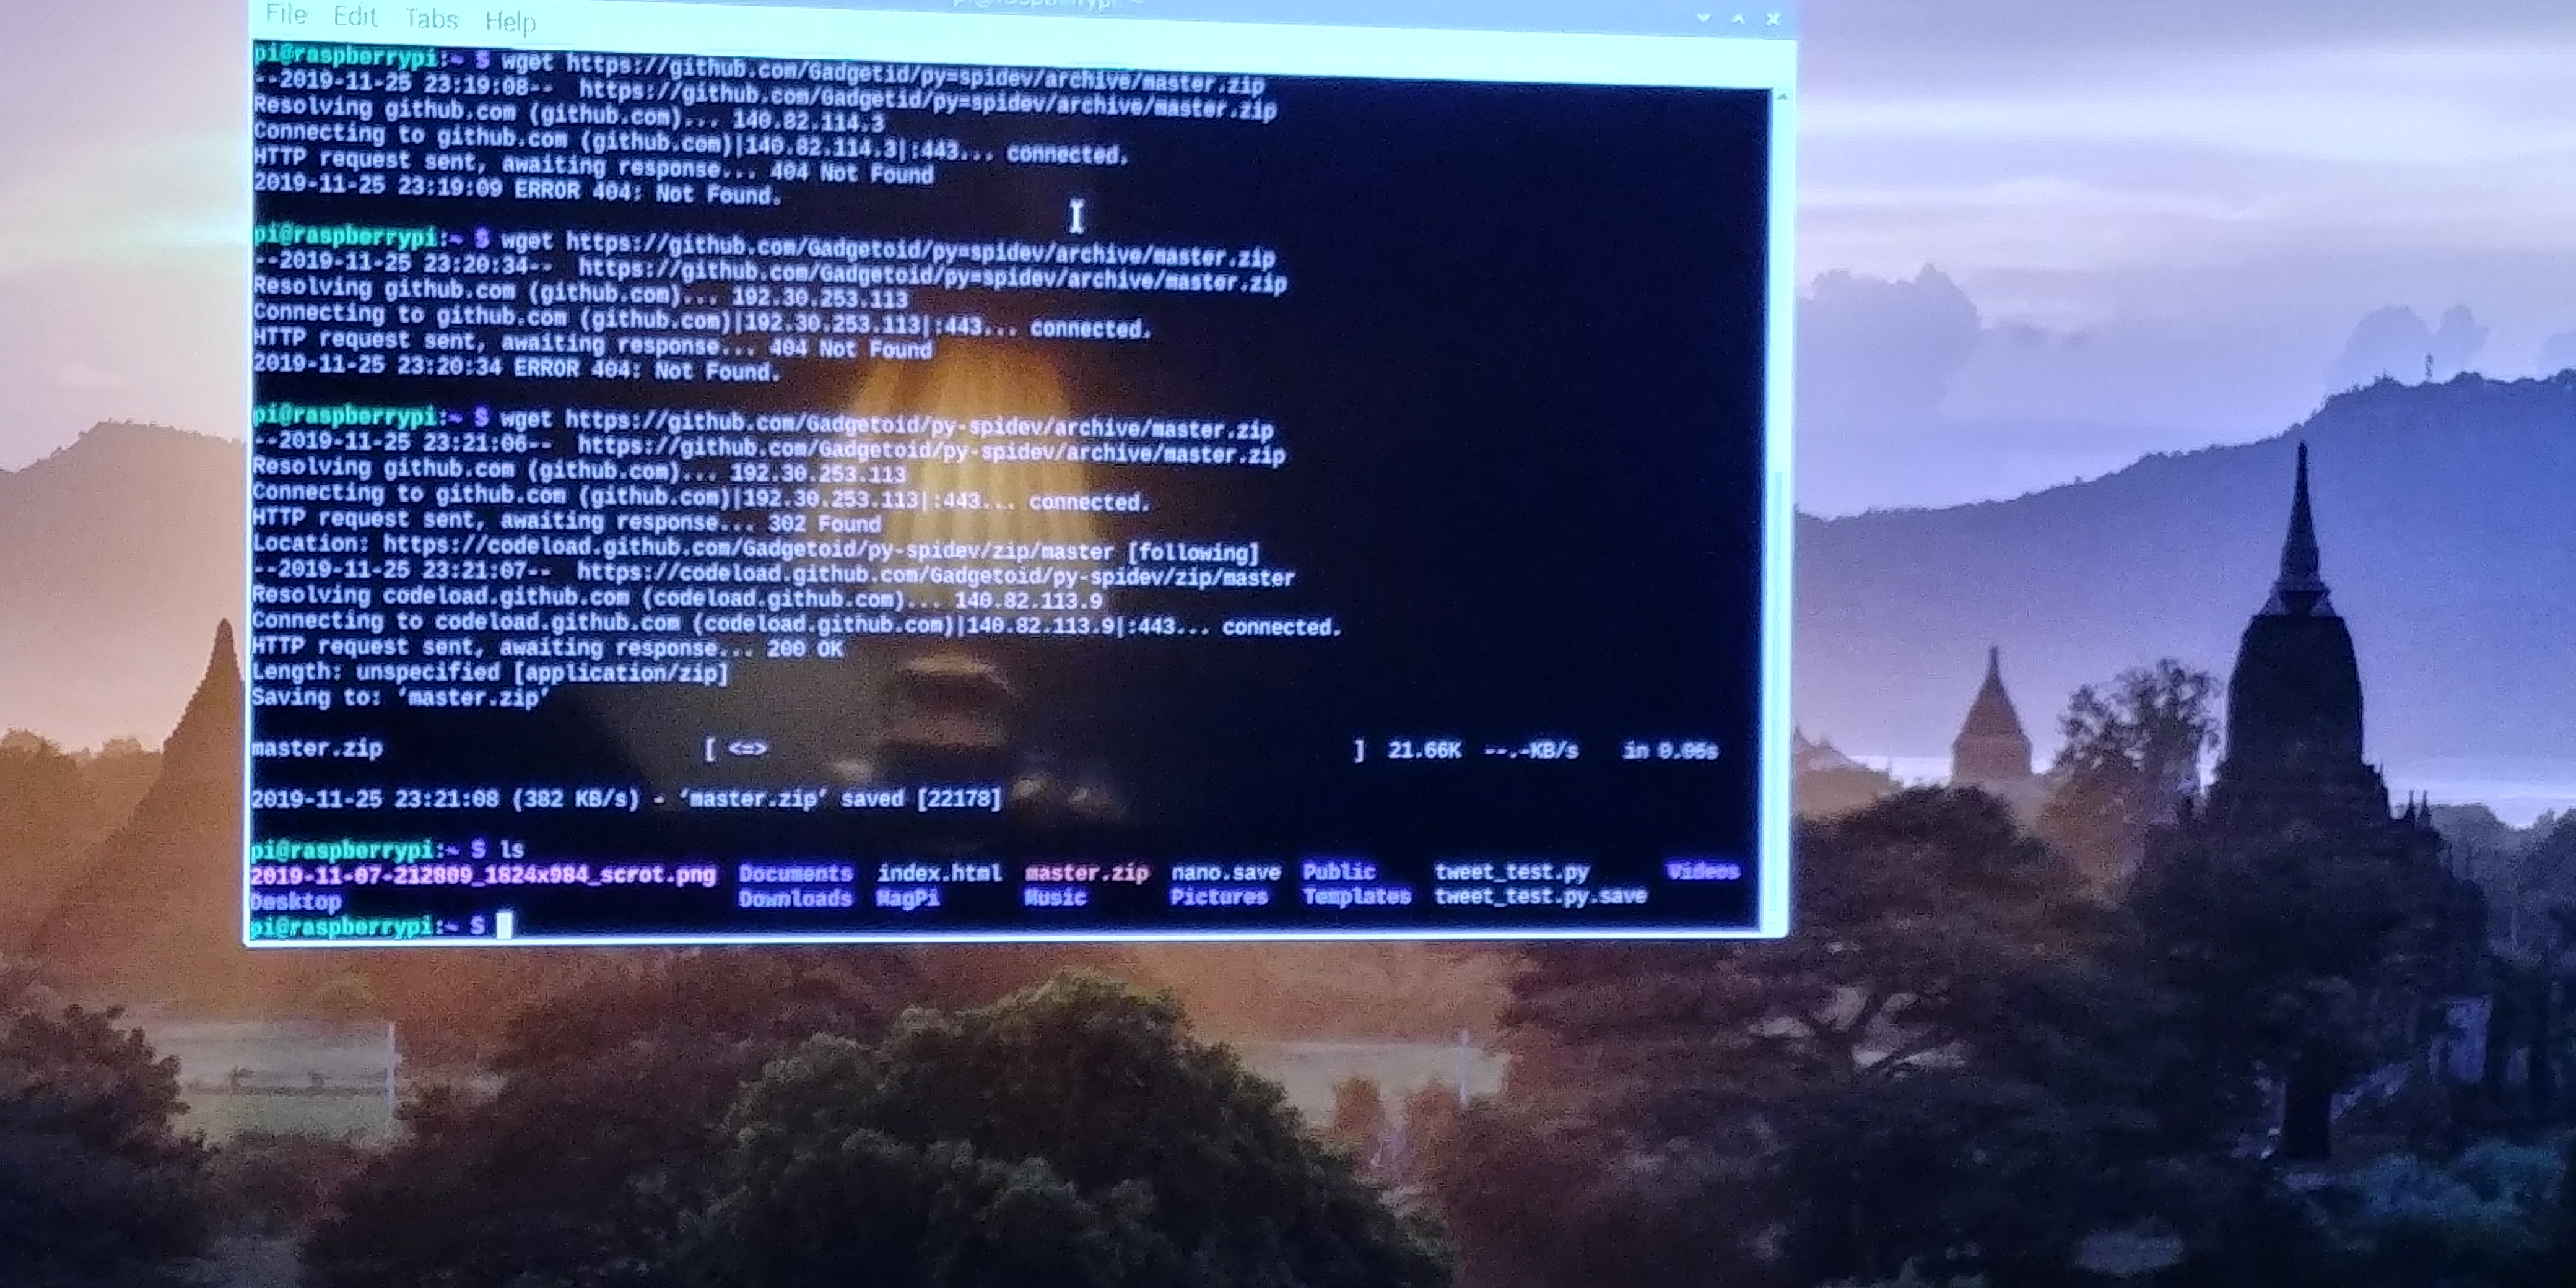 File Edit Tabs Help
pi@raspberrypi:~ $ wget https://github.com/Gadgetid/py=spidev/archive/master.zip
--2019-11-25 23:19:08--  https://github.com/Gadgetid/py=spidev/archive/master.zip
Resolving github.com (github.com)... 140.82.114.3
Connecting to github.com (github.com)|140.82.114.3|:443... connected.
HTTP request sent, awaiting response... 404 Not Found
2019-11-25 23:19:09 ERROR 404: Not Found.
pi@raspberrypi:~ $ wget https://github.com/Gadgetoid/py=spidev/archive/master.zip
--2019-11-25 23:20:34--  https://github.com/Gadgetoid/py=spidev/archive/master.zip
Resolving github.com (github.com)... 192.30.253.113
Connecting to github.com (github.com)|192.30.253.113|:443... connected.
HTTP request sent, awaiting response... 404 Not Found
2019-11-25 23:20:34 ERROR 404: Not Found.
pi@raspberrypi:~ $ wget https://github.com/Gadgetoid/py-spidev/archive/master.zip
--2019-11-25 23:21:06--  https://github.com/Gadgetoid/py-spidev/archive/master.zip
Resolving github.com (github.com)... 192.30.253.113
Connecting to github.com (github.com)|192.30.253.113|:443... connected.
HTTP request sent, awaiting response... 302 Found
Location: https://codeload.github.com/Gadgetoid/py-spidev/zip/master [following]
--2019-11-25 23:21:07--  https://codeload.github.com/Gadgetoid/py-spidev/zip/master
Resolving codeload.github.com (codeload.github.com)... 140.82.113.9
Connecting to codeload.github.com (codeload.github.com)|140.82.113.9|:443... connected.
HTTP request sent, awaiting response... 200 OK
Length: unspecified [application/zip]
Saving to: ‘master.zip’
master.zip [ <=> ] 21.66K --.-KB/s in 0.06s
2019-11-25 23:21:08 (382 KB/s) - ‘master.zip’ saved [22178]
pi@raspberrypi:~ $ ls
2019-11-07-212809_1824x984_scrot.png Documents index.html master.zip nano.save Public tweet_test.py Videos
Desktop Downloads MagPi Music Pictures Templates tweet_test.py.save
pi@raspberrypi:~ $